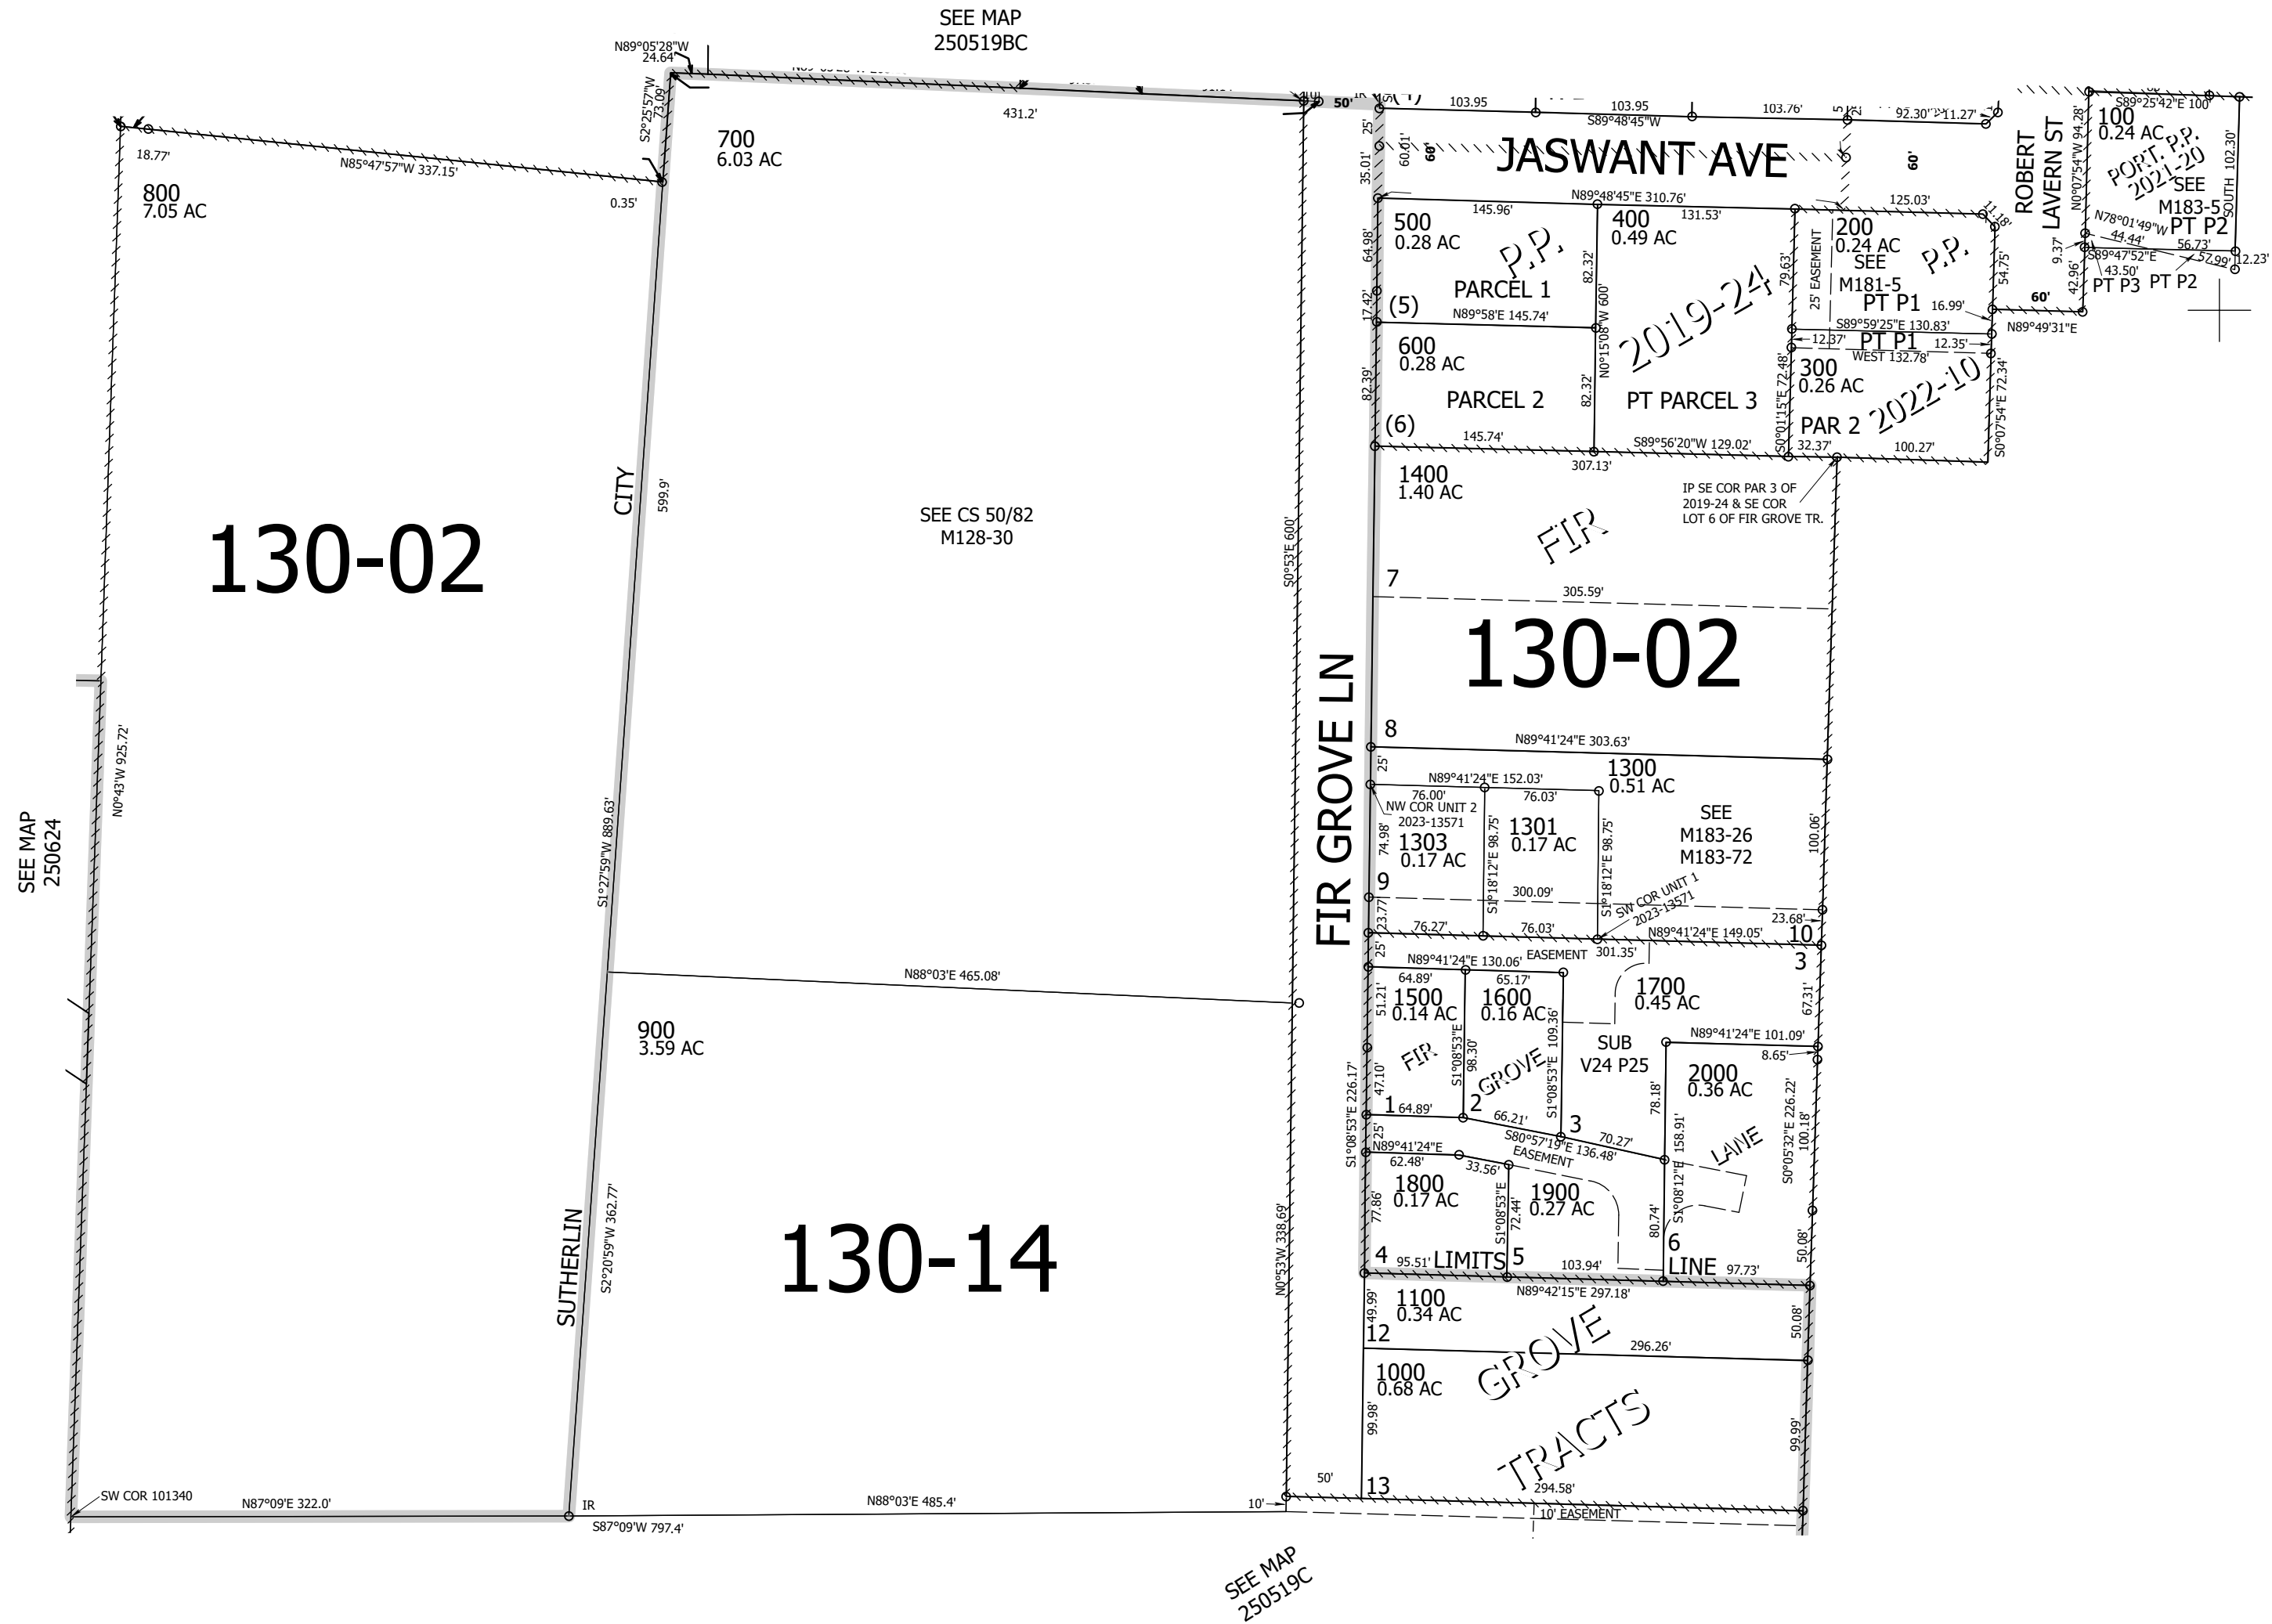 SEE MAP
250519BC
N89°05'28"W
24.64'
S2°25'57"W
73.09'
431.2'
50'
18.77'
N85°47'57"W 337.15'
0.35'
800
7.05 AC
700
6.03 AC
130-02
CITY
599.9'
SEE CS 50/82
M128-30
S0°53'E 600'
N0°43'W 925.72'
SEE MAP
250624
S1°27'59"W 889.63'
N88°03'E 465.08'
900
3.59 AC
130-14
SUTHERLIN
S2°20'59"W 362.77'
N0°53'W 338.69'
SW COR 101340
N87°09'E 322.0'
IR
S87°09'W 797.4'
N88°03'E 485.4'
10'
50'
SEE MAP
250519C
FIR GROVE LN
103.95
103.95
103.76'
92.30'
11.27'
S89°48'45"W
25'
60.01'
60'
35.01'
JASWANT AVE
60'
ROBERT
LAVERN ST
N0°07'54"W 94.28'
S89°25'42"E 100'
100
0.24 AC
PORT. P.P.
2021-20
SEE
M183-5
PT P2
SOUTH 102.30'
N78°01'49"W
44.44'
56.73'
S89°47'52"E
57.99'
12.23'
43.50'
PT P3
PT P2
9.37'
42.96'
60'
N89°49'31"E
N89°48'45"E 310.76'
145.96'
131.53'
125.03'
11.18'
500
0.28 AC
P.P.
PARCEL 1
64.98'
17.42'
(5)
N89°58'E 145.74'
400
0.49 AC
82.32'
N0°15'08"W 600'
2019-24
79.63'
25' EASEMENT
200
0.24 AC
SEE
M181-5
PT P1
P.P.
54.75'
16.99'
S89°59'25"E 130.83'
12.37'
PT P1
12.35'
WEST 132.78'
600
0.28 AC
82.39'
PARCEL 2
82.32'
PT PARCEL 3
S0°01'15"E 72.48'
300
0.26 AC
PAR 2
2022-10
S0°07'54"E 72.34'
(6)
145.74'
S89°56'20"W 129.02'
32.37'
100.27'
307.13'
1400
1.40 AC
IP SE COR PAR 3 OF
2019-24 & SE COR
LOT 6 OF FIR GROVE TR.
FIR
7
305.59'
130-02
8
N89°41'24"E 303.63'
25'
N89°41'24"E 152.03'
76.00'
76.03'
1300
0.51 AC
NW COR UNIT 2
2023-13571
1303
0.17 AC
74.98'
S1°18'12"E 98.75'
1301
0.17 AC
S1°18'12"E 98.75'
SEE
M183-26
M183-72
100.06'
9
300.09'
SW COR UNIT 1
2023-13571
23.77'
23.68'
76.27'
76.03'
N89°41'24"E 149.05'
10
EASEMENT
301.35'
3
25'
N89°41'24"E 130.06'
64.89'
65.17'
1500
0.14 AC
1600
0.16 AC
1700
0.45 AC
51.21'
67.31'
S1°08'53"E
98.30'
S1°08'53"E 109.36'
FIR
GROVE
SUB
V24 P25
N89°41'24"E 101.09'
8.65'
2000
0.36 AC
78.18'
S1°08'53"E 226.17'
47.10'
1
64.89'
2
66.21'
3
70.27'
S80°57'19"E 136.48'
EASEMENT
S1°08'12"E 158.91'
LANE
S0°05'32"E 226.22'
100.18'
25'
N89°41'24"E
62.48'
33.56'
1800
0.17 AC
77.86'
S1°08'53"E
72.44'
1900
0.27 AC
80.74'
50.08'
4
95.51'
LIMITS
5
103.94'
6
LINE
97.73'
N89°42'15"E 297.18'
49.99'
1100
0.34 AC
50.08'
12
296.26'
1000
0.68 AC
GROVE
TRACTS
99.98'
99.99'
13
294.58'
10' EASEMENT